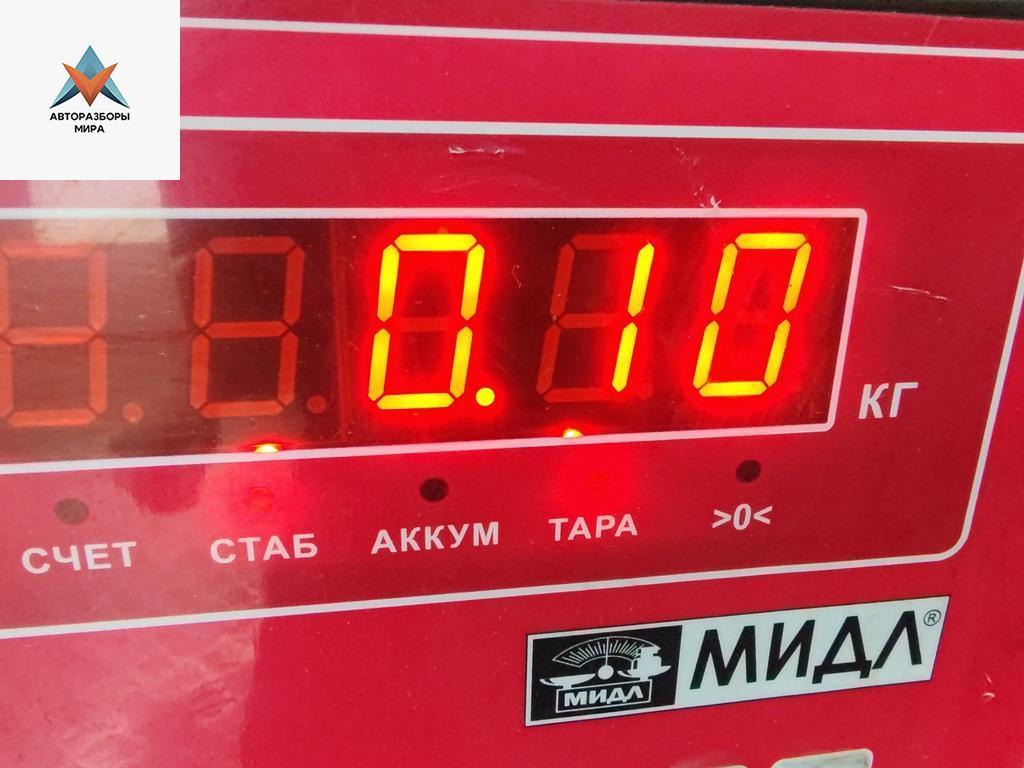 АВТОРАЗБОРЫ
МИРА
0.10
КГ
СЧЕТ СТАБ АККУМ ТАРА >0<
МИДЛ МИДЛ®